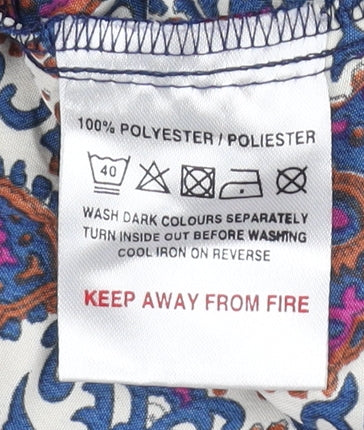 100% POLYESTER / POLIESTER
40
WASH DARK COLOURS SEPARATELY
TURN INSIDE OUT BEFORE WASHING
COOL IRON ON REVERSE
KEEP AWAY FROM FIRE